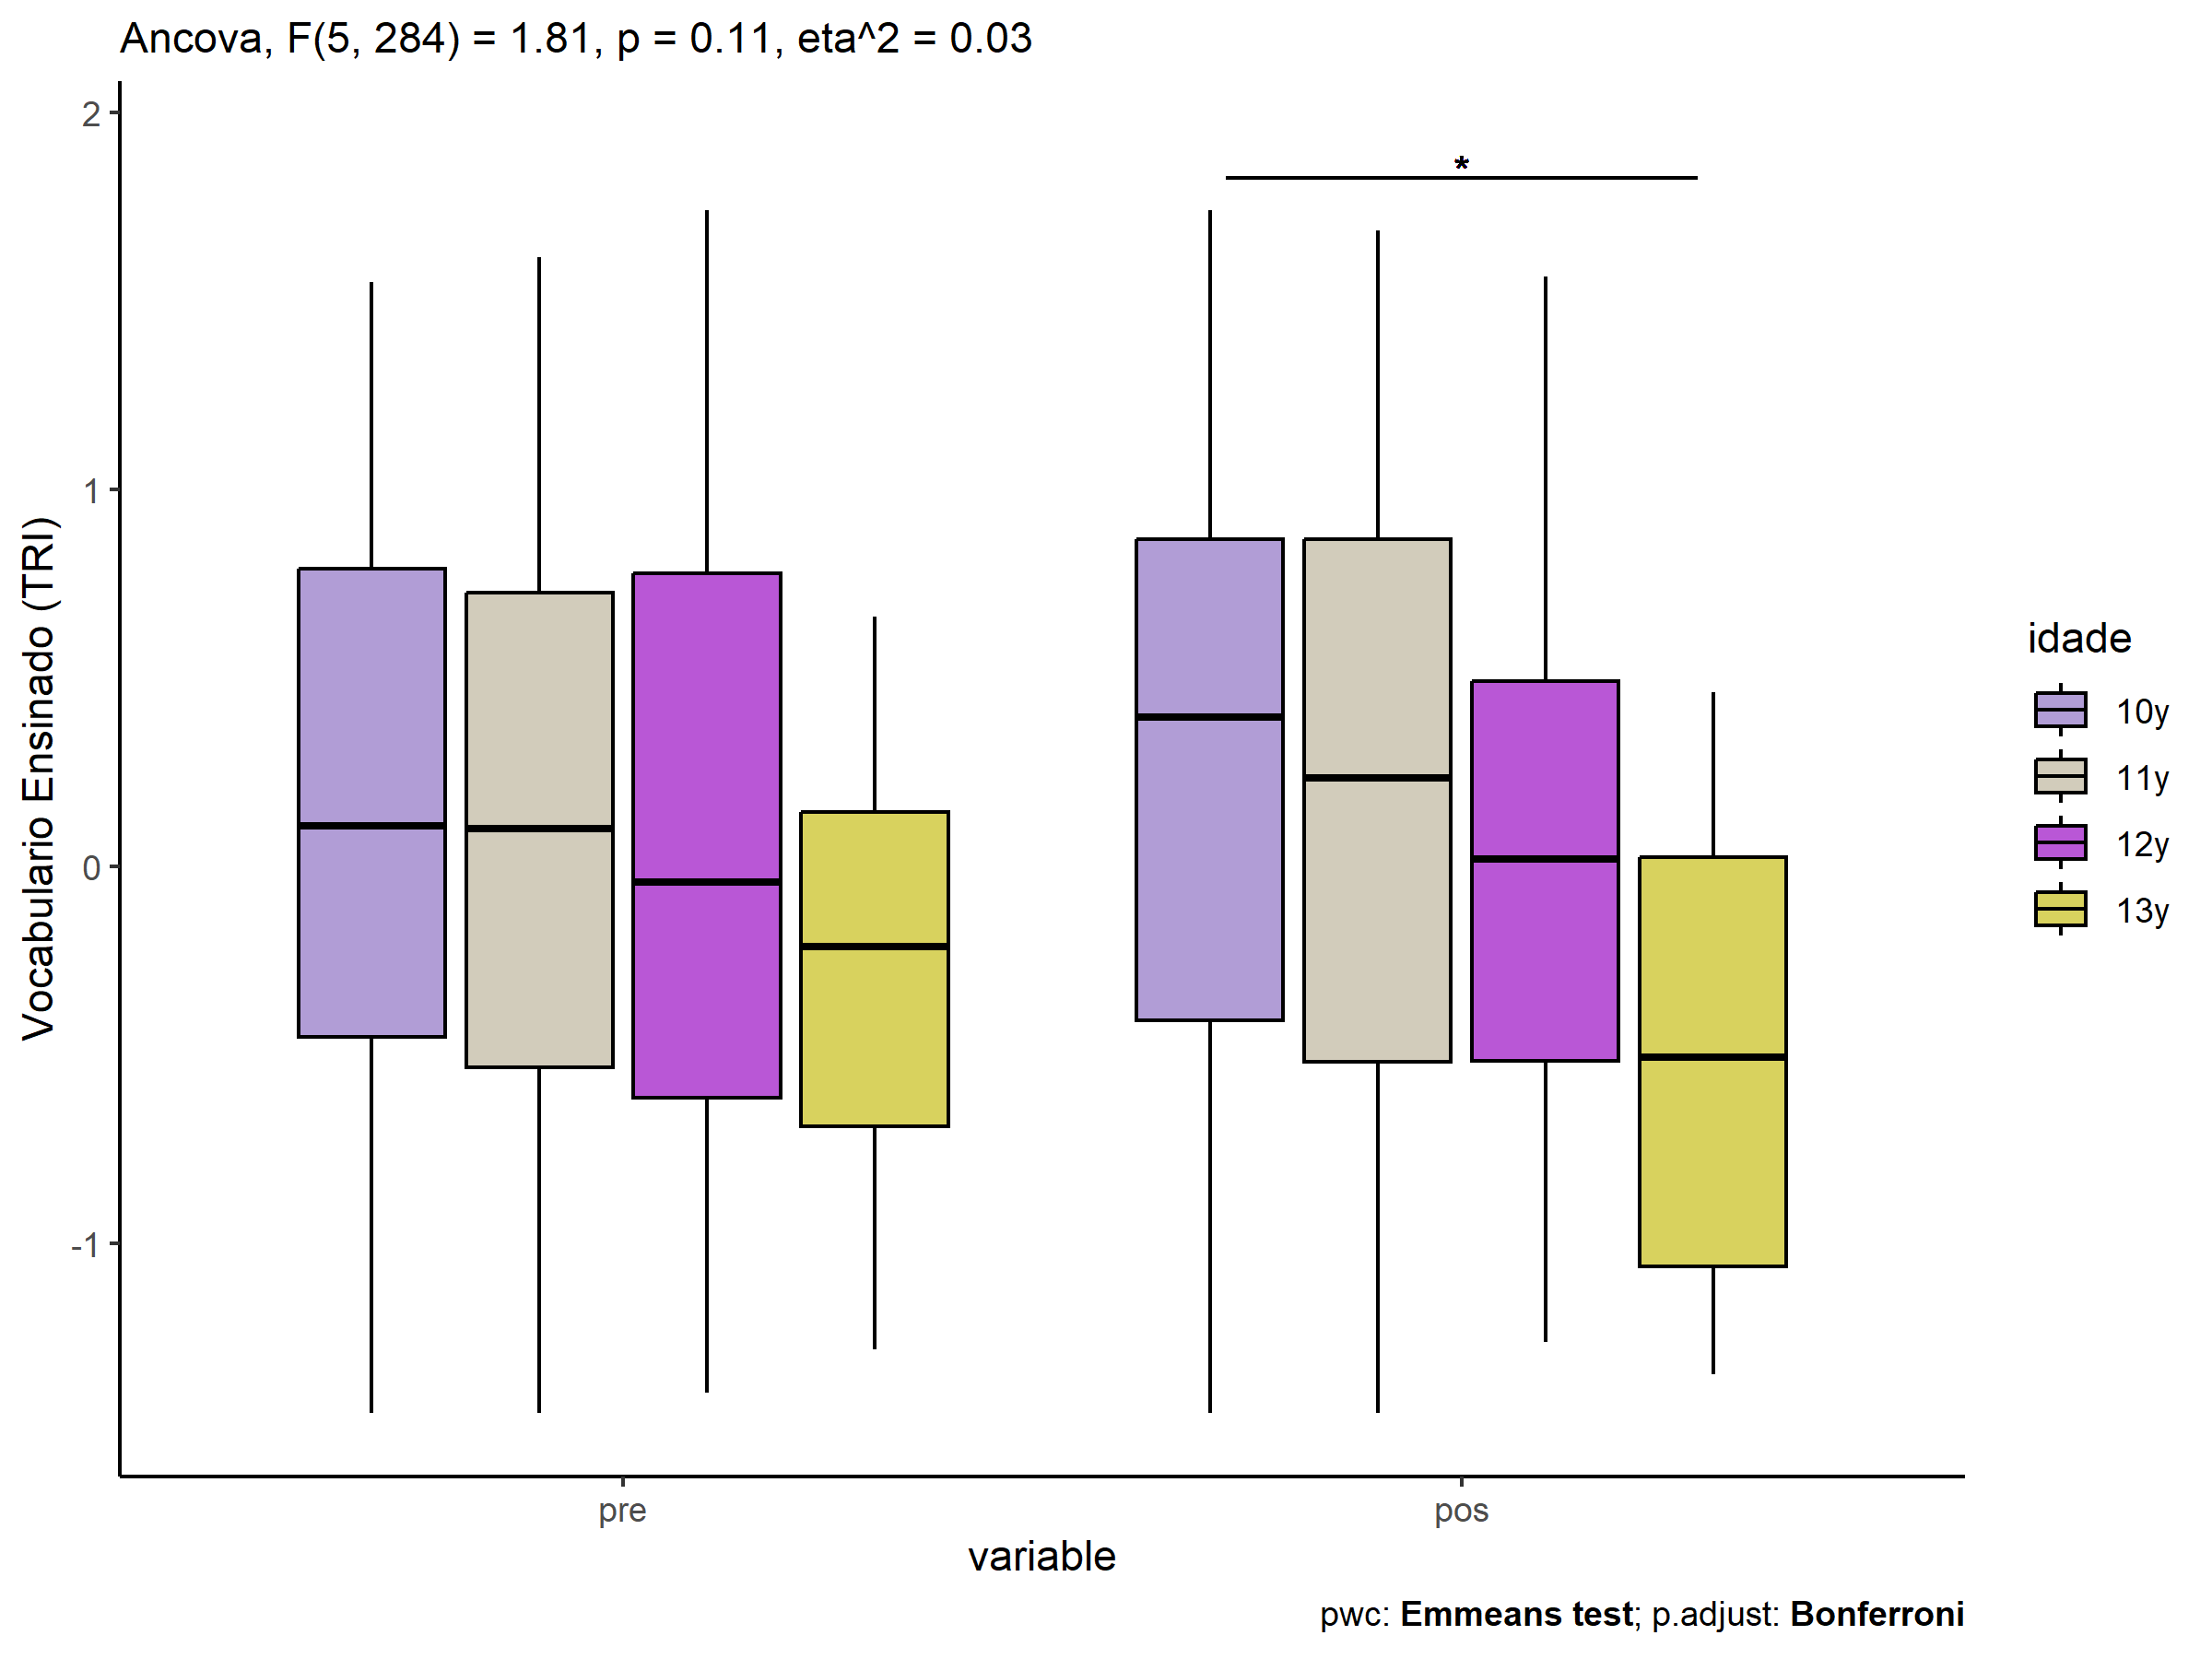 Ancova, F(5, 284) = 1.81, p = 0.11, eta^2 = 0.03
2
1
0
-1
Vocabulario Ensinado (TRI)
*
pre
pos
variable
idade
10y
11y
12y
13y
pwc: Emmeans test; p.adjust: Bonferroni